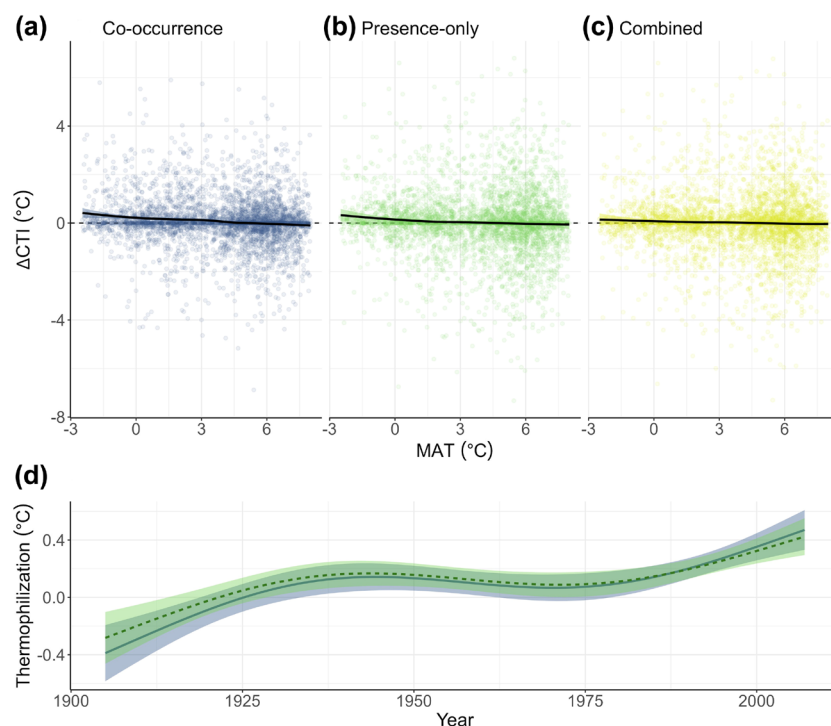 (a) Co-occurrence (b) Presence-only (c) Combined
ΔCTI (°C)
4
0
-4
-8
-3 0 3 6 -3 0 3 6 -3 0 3 6
MAT (°C)
(d)
Thermophilization (°C)
0.4
0.0
-0.4
1900 1925 1950 1975 2000
Year